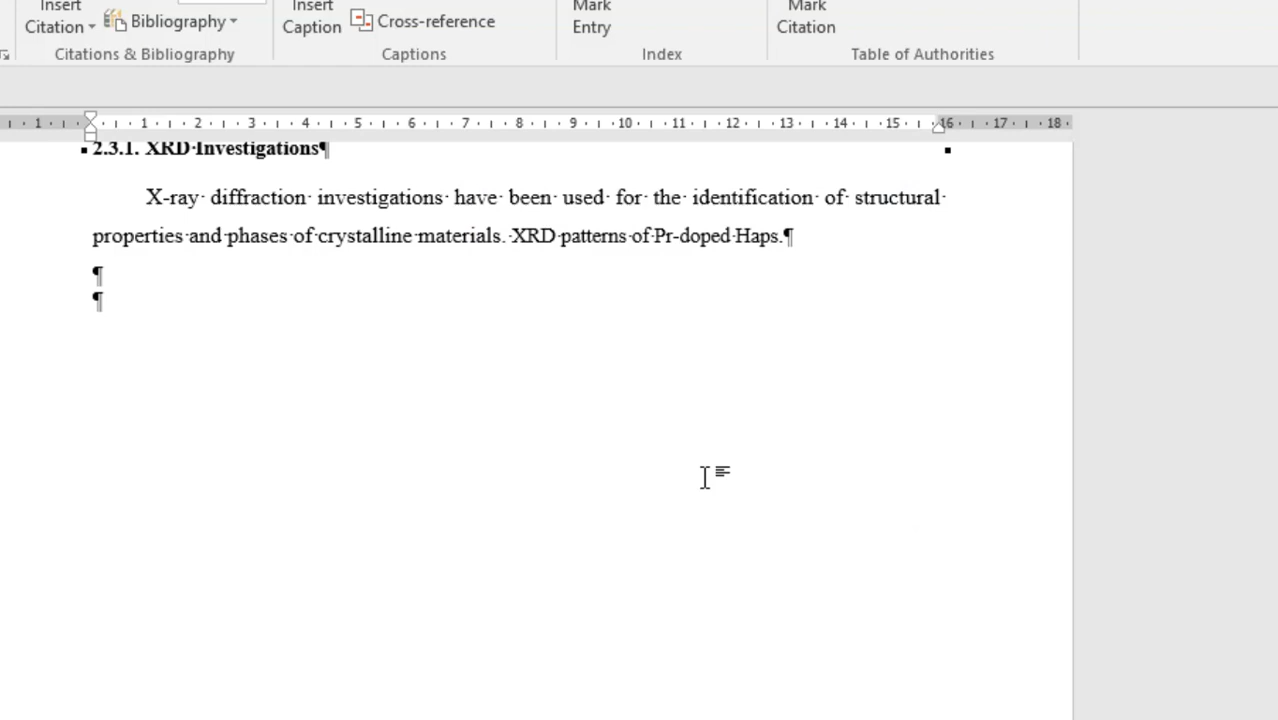 Insert Insert Mark Mark
Citation Bibliography Caption Cross-reference Entry Citation
Citations & Bibliography Captions Index Table of Authorities
1 1 2 3 4 5 6 7 8 9 10 11 12 13 14 15 16 17 18
2.3.1. XRD·Investigations¶
X-ray· diffraction· investigations· have· been· used· for· the· identification· of· structural·
properties·and·phases·of·crystalline·materials.·XRD·patterns·of·Pr-doped·Haps.¶
¶
¶